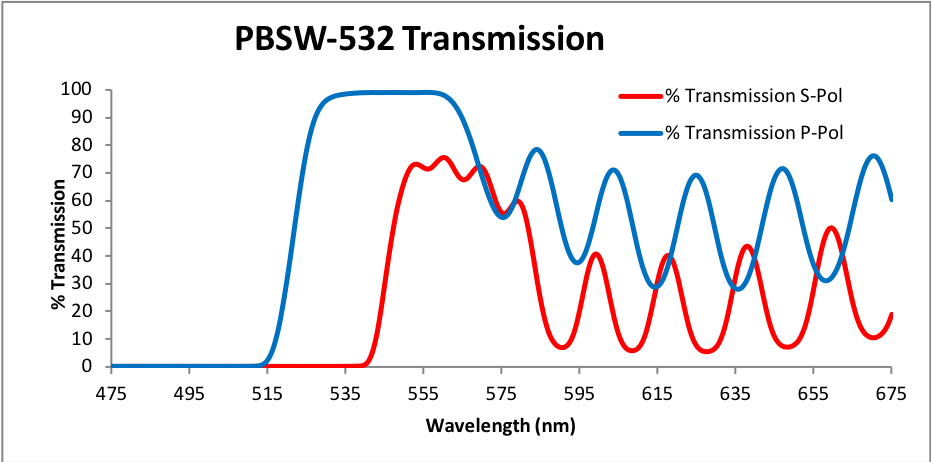 PBSW-532 Transmission
% Transmission S-Pol
% Transmission P-Pol
% Transmission
100
90
80
70
60
50
40
30
20
10
0
475 495 515 535 555 575 595 615 635 655 675
Wavelength (nm)